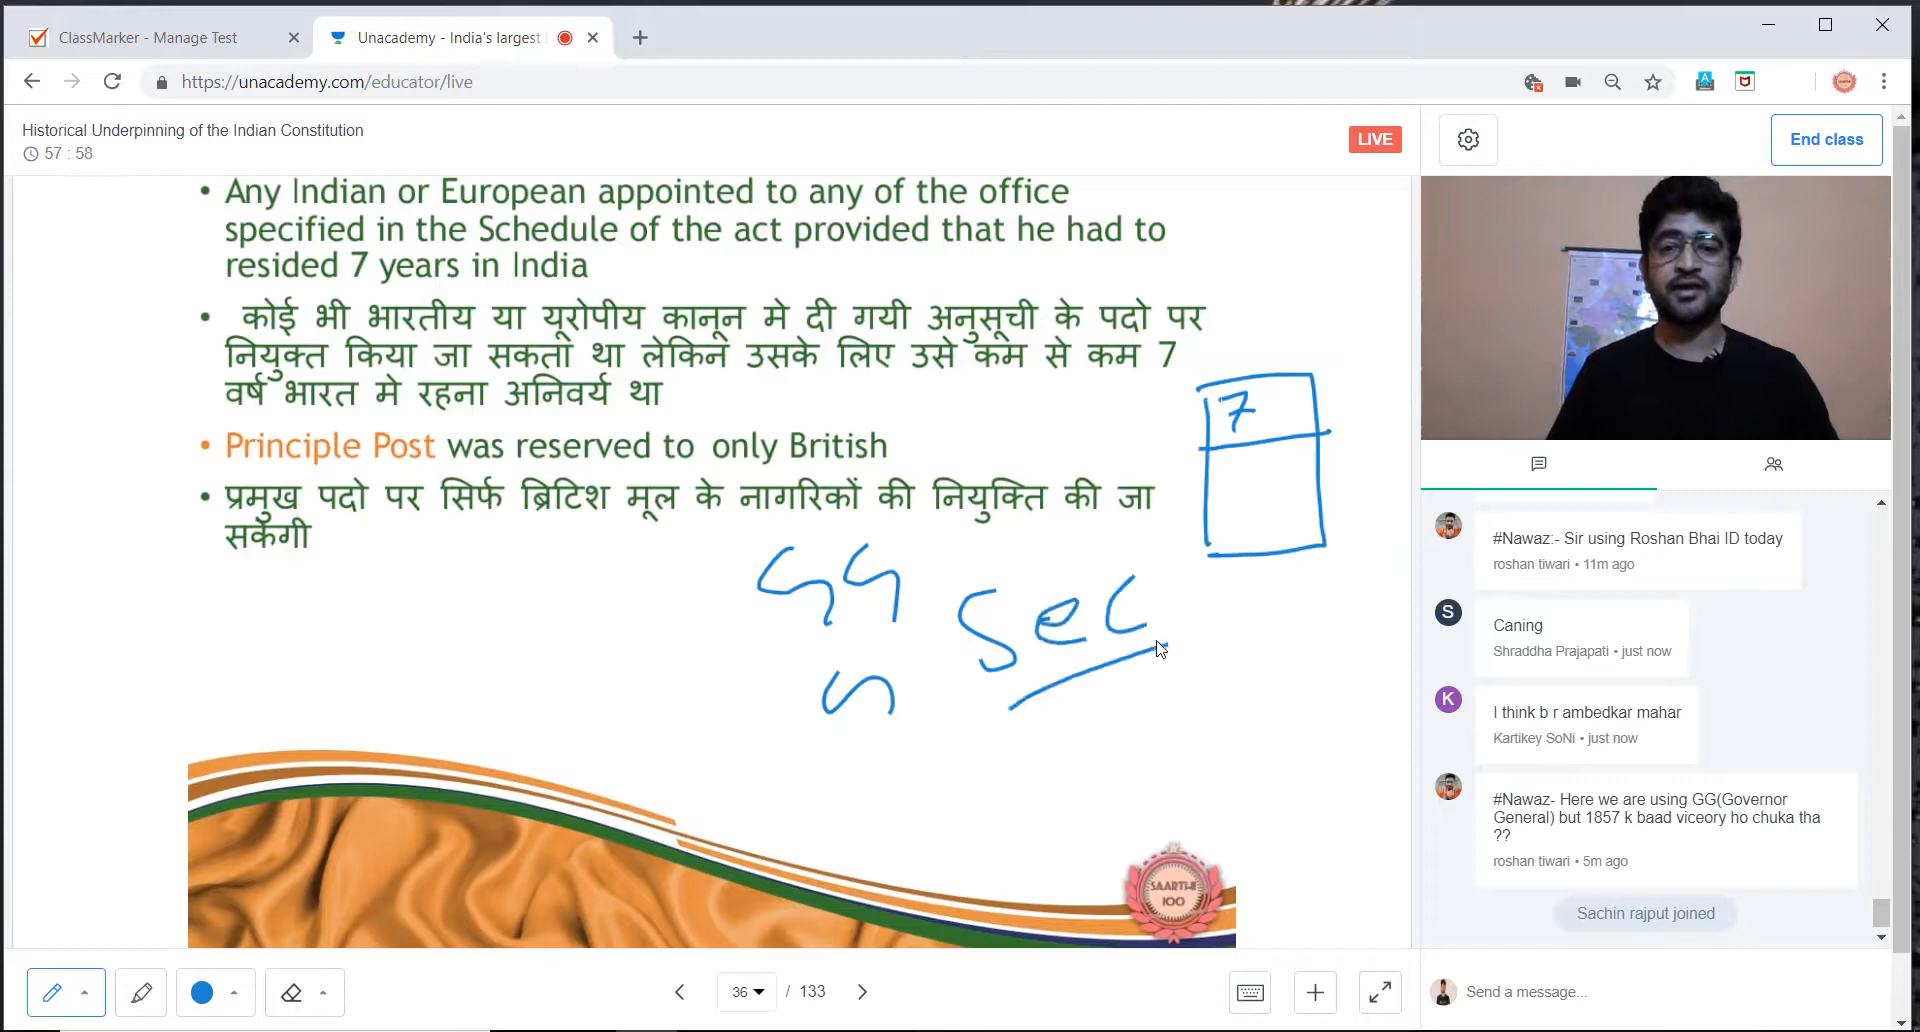 ClassMarker - Manage Test
Unacademy - India's largest
https://unacademy.com/educator/live
Historical Underpinning of the Indian Constitution
57 : 58
LIVE
End class
• Any Indian or European appointed to any of the office
specified in the Schedule of the act provided that he had to
resided 7 years in India
• कोई भी भारतीय या यूरोपीय कानून मे दी गयी अनुसूची के पदो पर
नियुक्त किया जा सकता था लेकिन उसके लिए उसे कम से कम 7
वर्ष भारत मे रहना अनिवर्य था
• Principle Post was reserved to only British
• प्रमुख पदो पर सिर्फ ब्रिटिश मूल के नागरिकों की नियुक्ति की जा
सकेगी
7
GG Sec
SAARTHI
100
#Nawaz:- Sir using Roshan Bhai ID today
roshan tiwari • 11m ago
S
Caning
Shraddha Prajapati • just now
K
I think b r ambedkar mahar
Kartikey SoNi • just now
#Nawaz- Here we are using GG(Governor
General) but 1857 k baad viceory ho chuka tha
??
roshan tiwari • 5m ago
Sachin rajput joined
36 / 133
Send a message...